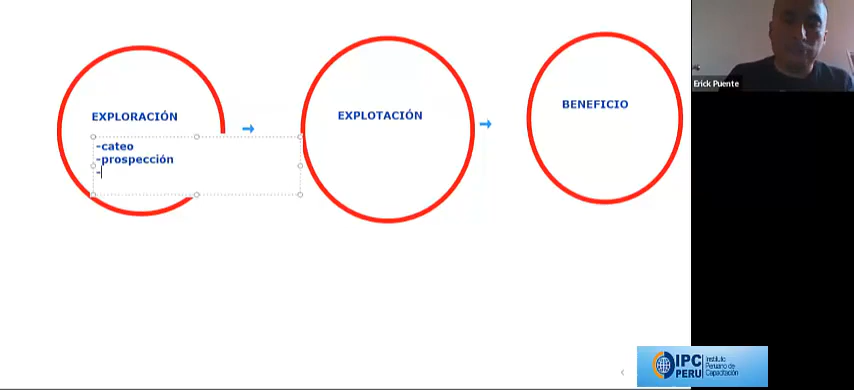 EXPLORACIÓN
-cateo
-prospección
-
EXPLOTACIÓN
BENEFICIO
Erick Puente
IPC
PERU
Instituto
Peruano de
Capacitación